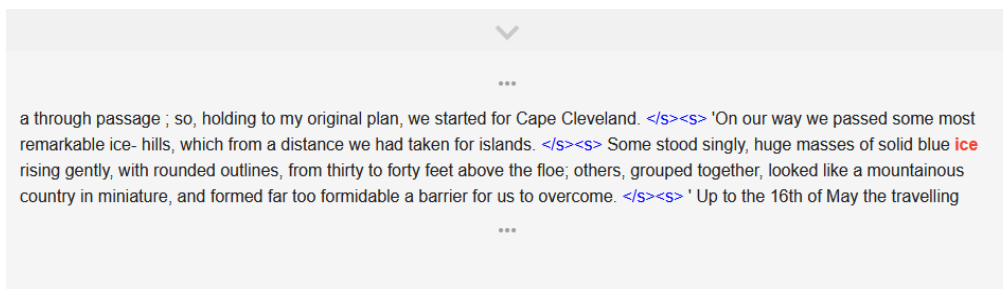 ...
a through passage ; so, holding to my original plan, we started for Cape Cleveland. </s><s> 'On our way we passed some most
remarkable ice- hills, which from a distance we had taken for islands. </s><s> Some stood singly, huge masses of solid blue ice
rising gently, with rounded outlines, from thirty to forty feet above the floe; others, grouped together, looked like a mountainous
country in miniature, and formed far too formidable a barrier for us to overcome. </s><s> ' Up to the 16th of May the travelling
...